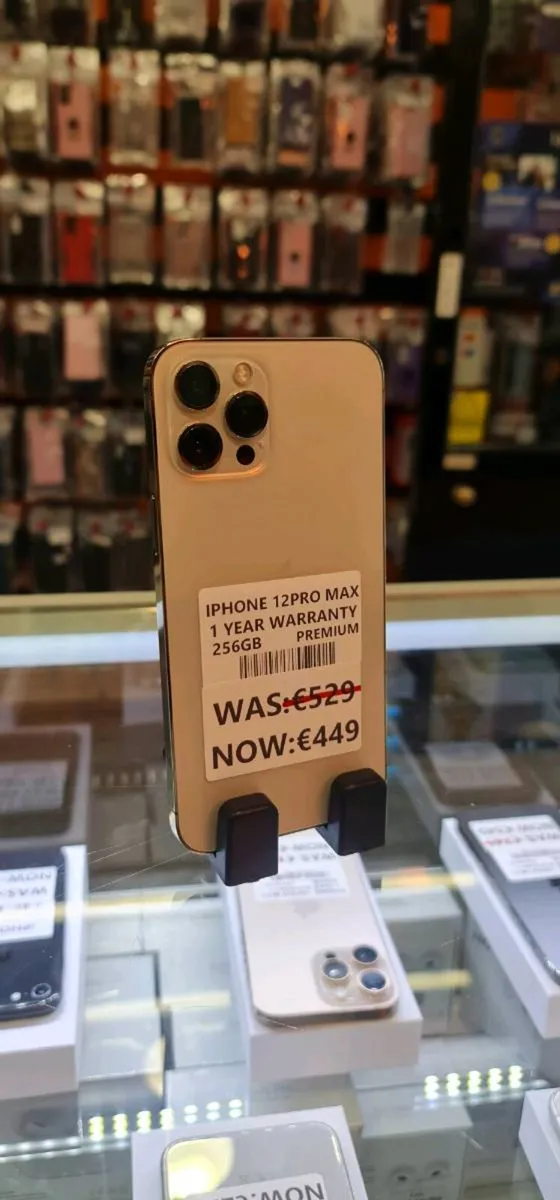 IPHONE 12PRO MAX
1 YEAR WARRANTY
256GB PREMIUM
WAS:€529
NOW:€449